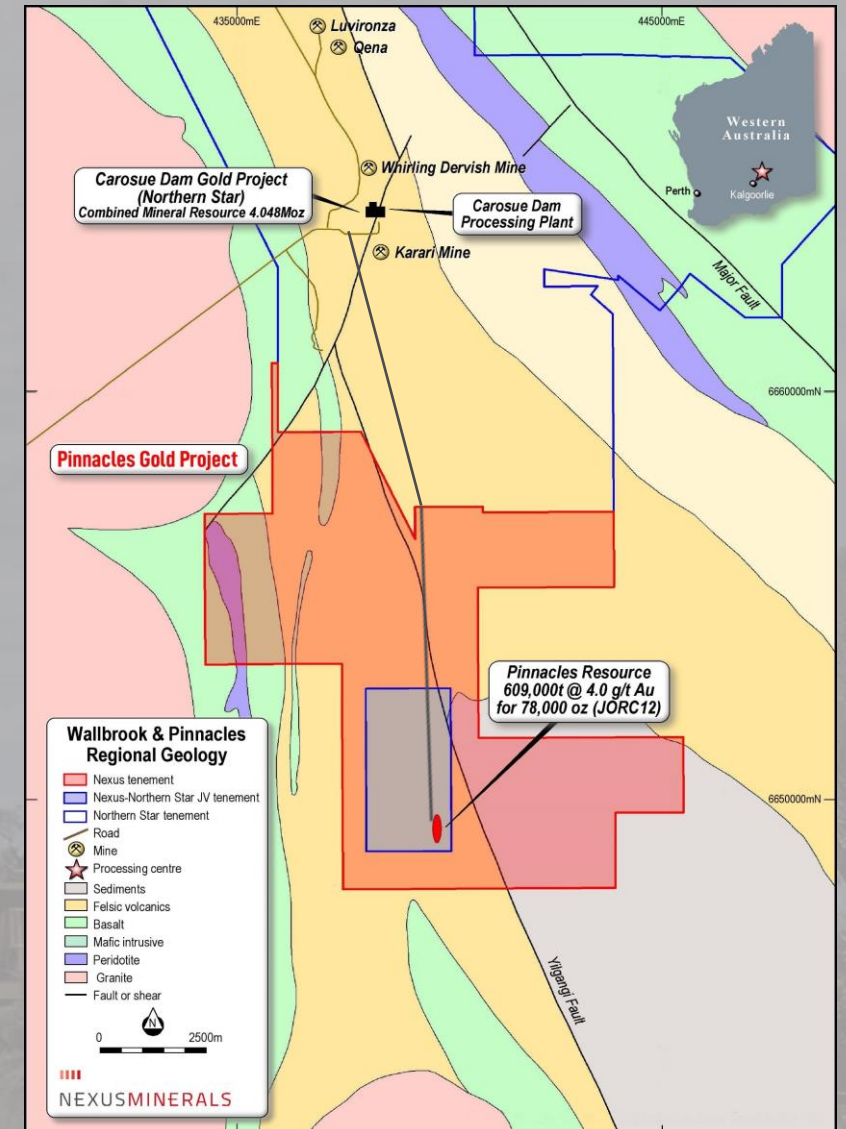 435000mE
445000mE
Luvironza
Qena
Western
Australia
Perth
Kalgoorlie
Whirling Dervish Mine
Carosue Dam Gold Project
(Northern Star)
Combined Mineral Resource 4.048Moz
Carosue Dam
Processing Plant
Karari Mine
Major Fault
6660000mN
Pinnacles Gold Project
Pinnacles Resource
609,000t @ 4.0 g/t Au
for 78,000 oz (JORC12)
6650000mN
Yilgangi Fault
Wallbrook & Pinnacles
Regional Geology
Nexus tenement
Nexus-Northern Star JV tenement
Northern Star tenement
Road
Mine
Processing centre
Sediments
Felsic volcanics
Basalt
Mafic intrusive
Peridotite
Granite
Fault or shear
N
0 2500m
NEXUSMINERALS